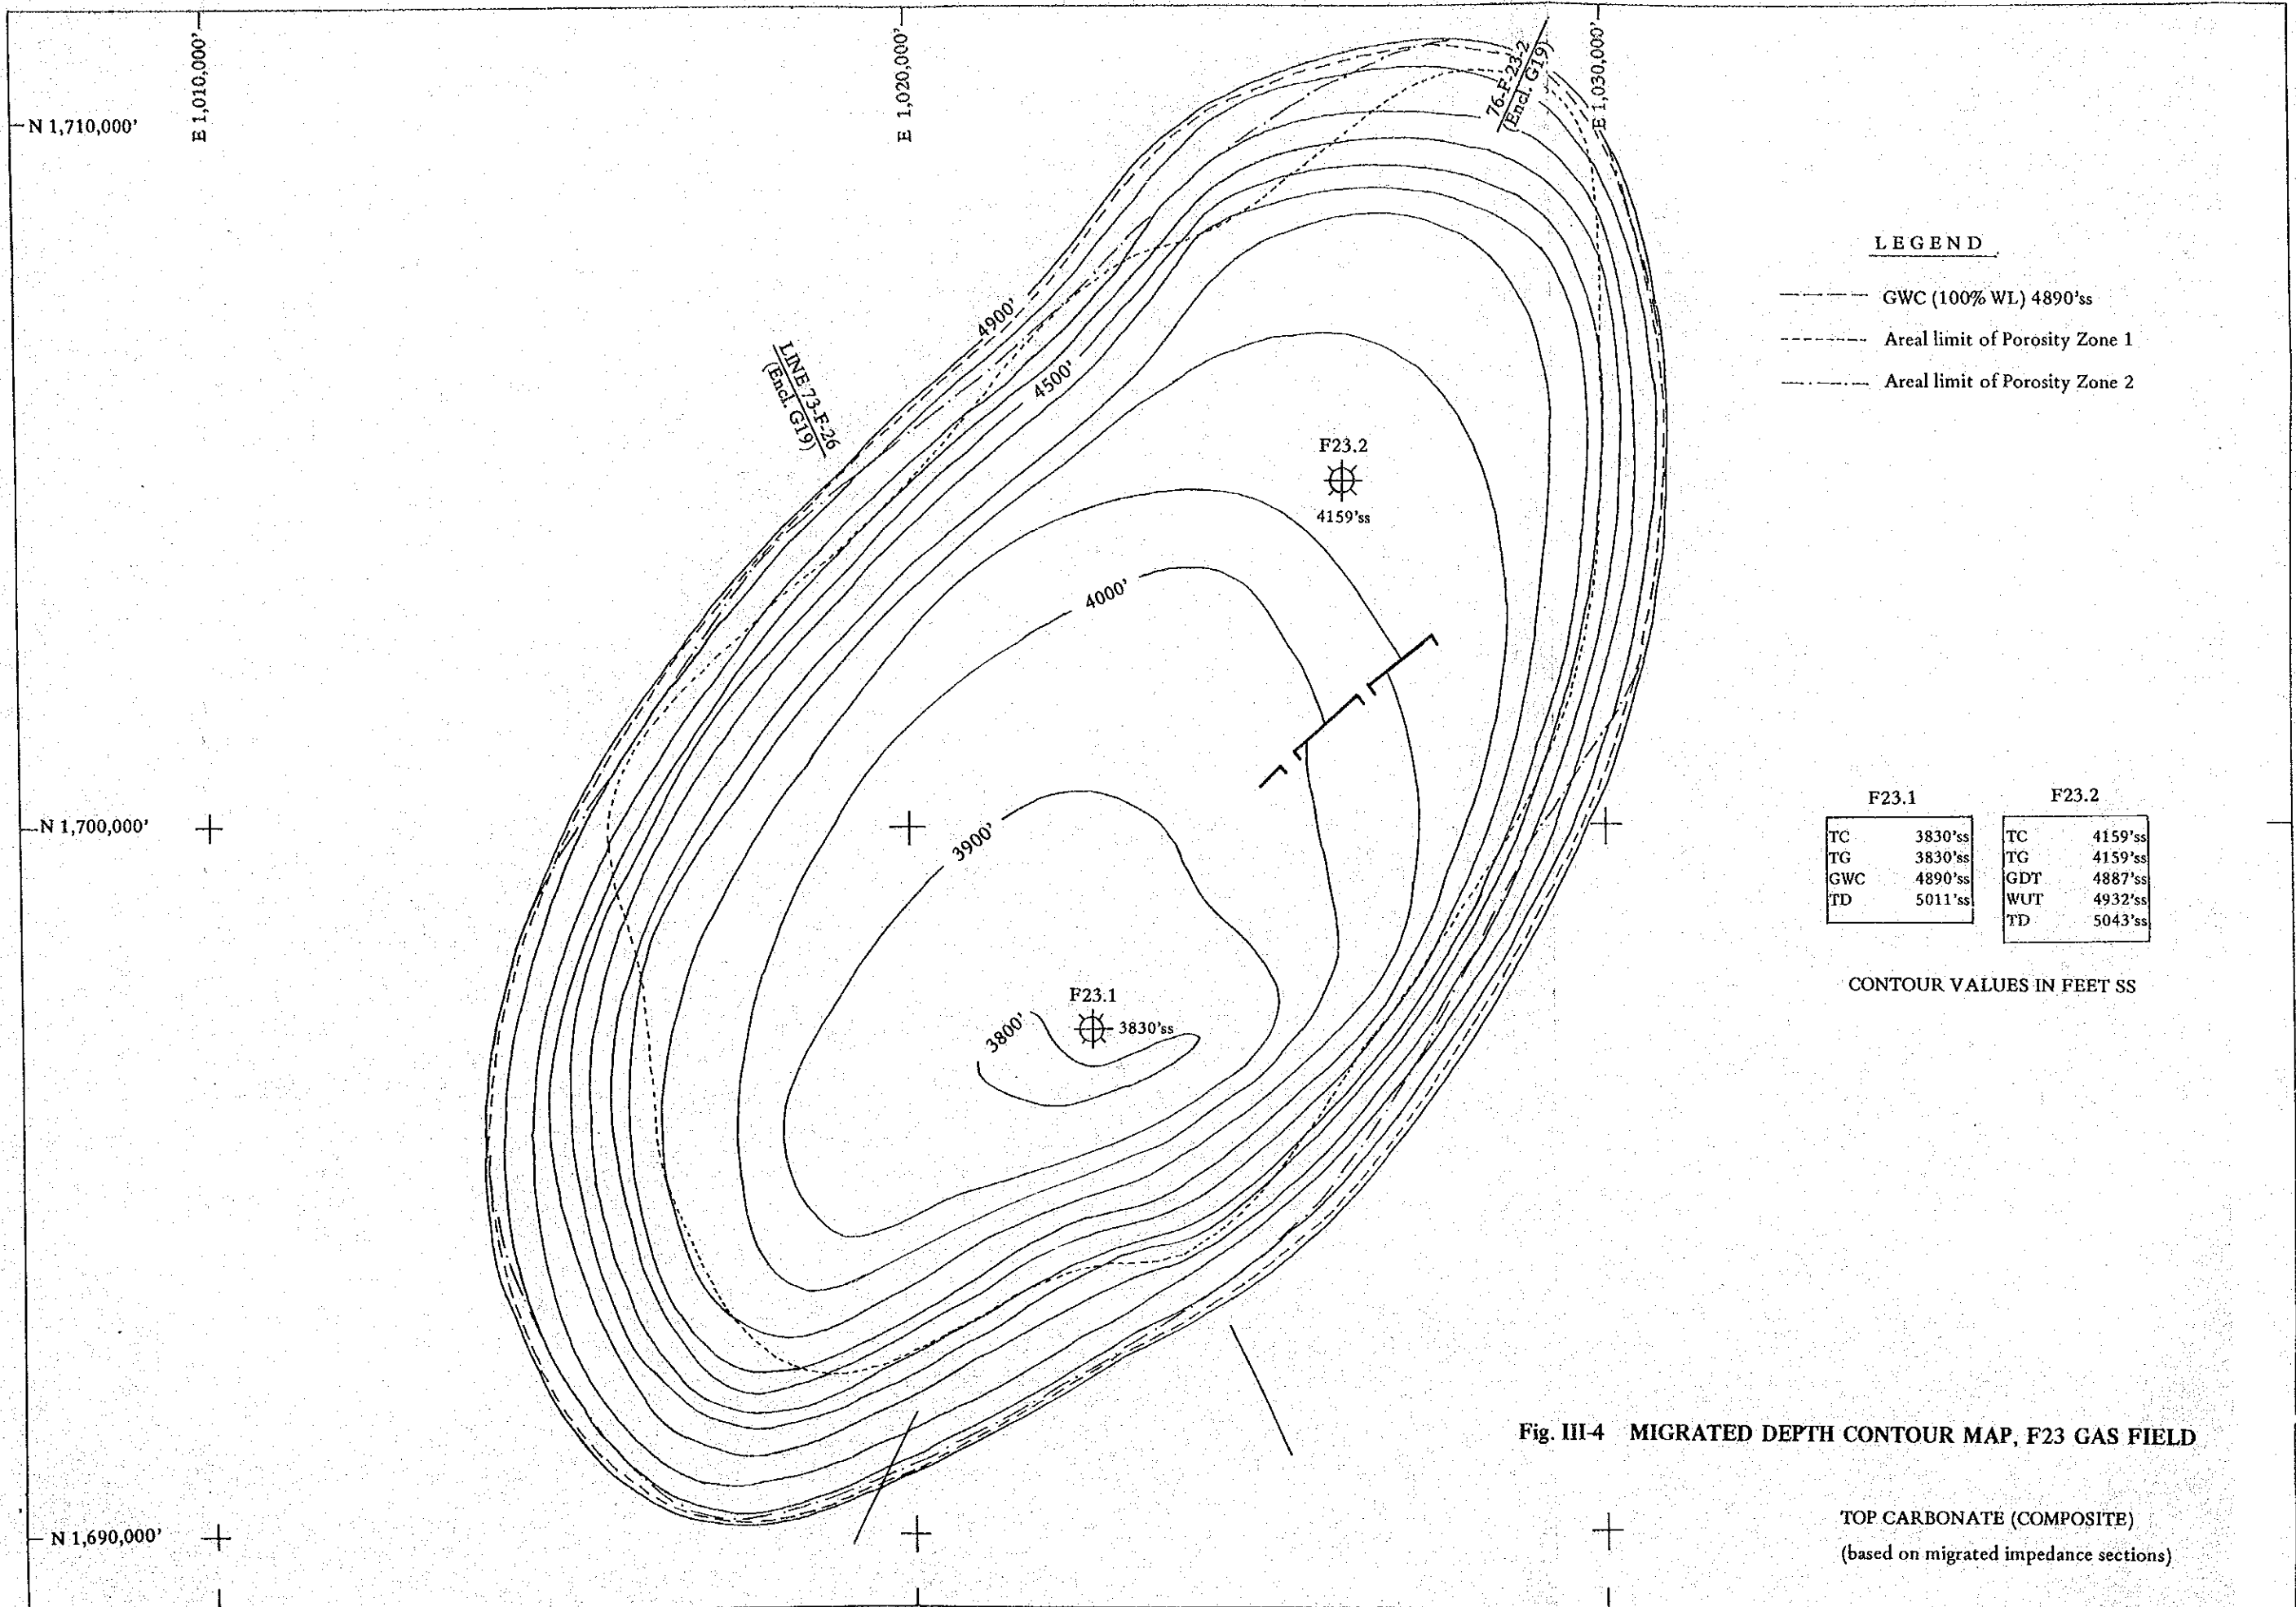 E 1,010,000'
E 1,020,000'
E 1,030,000'
76-F-23-2
(Encl. G19)
N 1,710,000'
LEGEND
GWC (100% WL) 4890'ss
Areal limit of Porosity Zone 1
Areal limit of Porosity Zone 2
4900'
LINE 73-F-26
(Encl. G19)
4500'
F23.2
4159'ss
4000'
N 1,700,000'
3900'
F23.1
3800'
3830'ss
F23.1
TC 3830'ss
TG 3830'ss
GWC 4890'ss
TD 5011'ss
F23.2
TC 4159'ss
TG 4159'ss
GDT 4887'ss
WUT 4932'ss
TD 5043'ss
CONTOUR VALUES IN FEET SS
Fig. III-4 MIGRATED DEPTH CONTOUR MAP, F23 GAS FIELD
N 1,690,000'
TOP CARBONATE (COMPOSITE)
(based on migrated impedance sections)